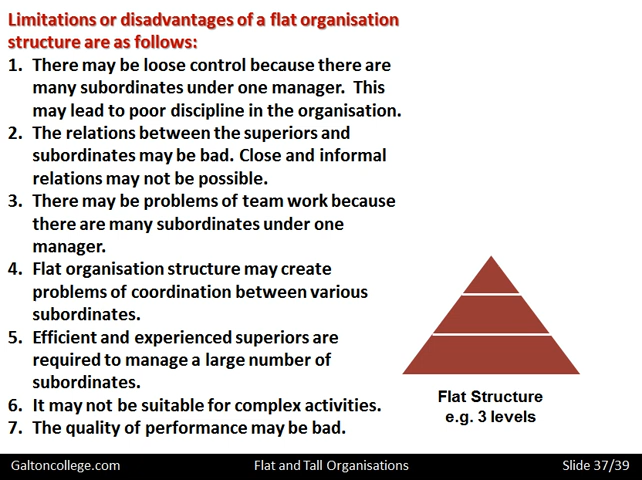 Limitations or disadvantages of a flat organisation
structure are as follows:
1. There may be loose control because there are
many subordinates under one manager. This
may lead to poor discipline in the organisation.
2. The relations between the superiors and
subordinates may be bad. Close and informal
relations may not be possible.
3. There may be problems of team work because
there are many subordinates under one
manager.
4. Flat organisation structure may create
problems of coordination between various
subordinates.
5. Efficient and experienced superiors are
required to manage a large number of
subordinates.
6. It may not be suitable for complex activities.
7. The quality of performance may be bad.
Flat Structure
e.g. 3 levels
Galtoncollege.com Flat and Tall Organisations Slide 37/39